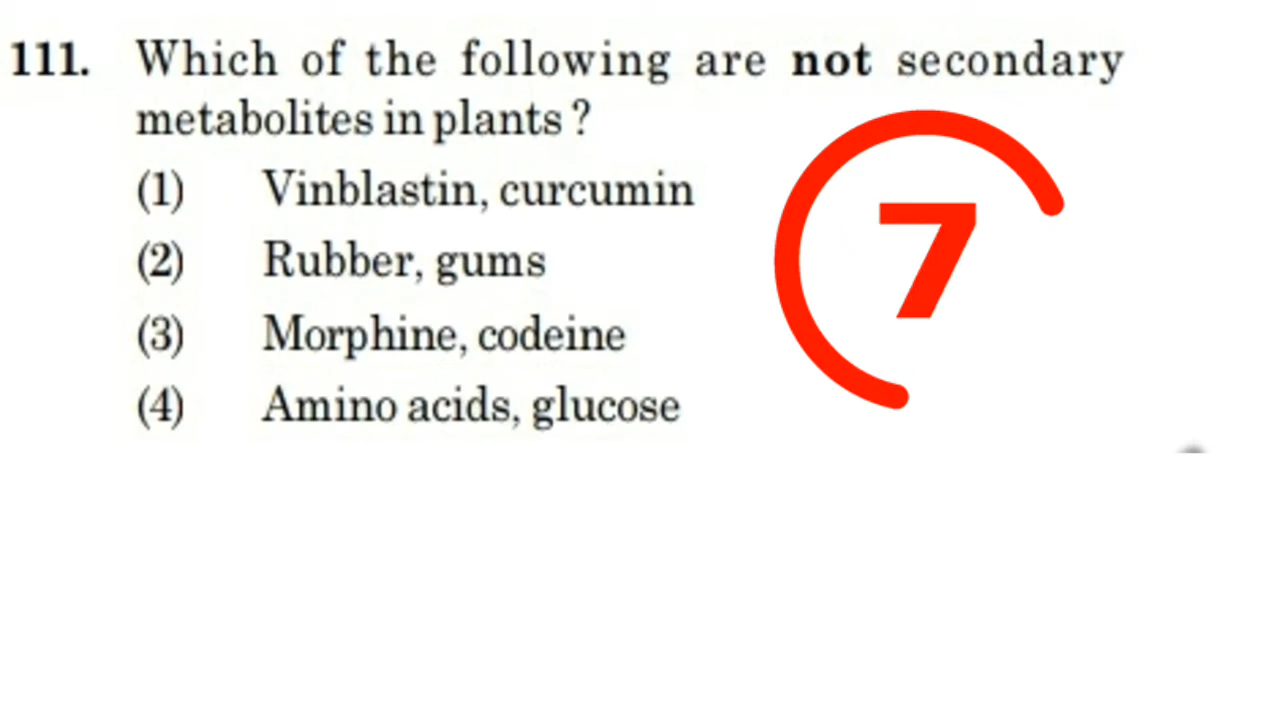 111. Which of the following are not secondary
metabolites in plants ?
(1) Vinblastin, curcumin
(2) Rubber, gums
(3) Morphine, codeine
(4) Amino acids, glucose
7